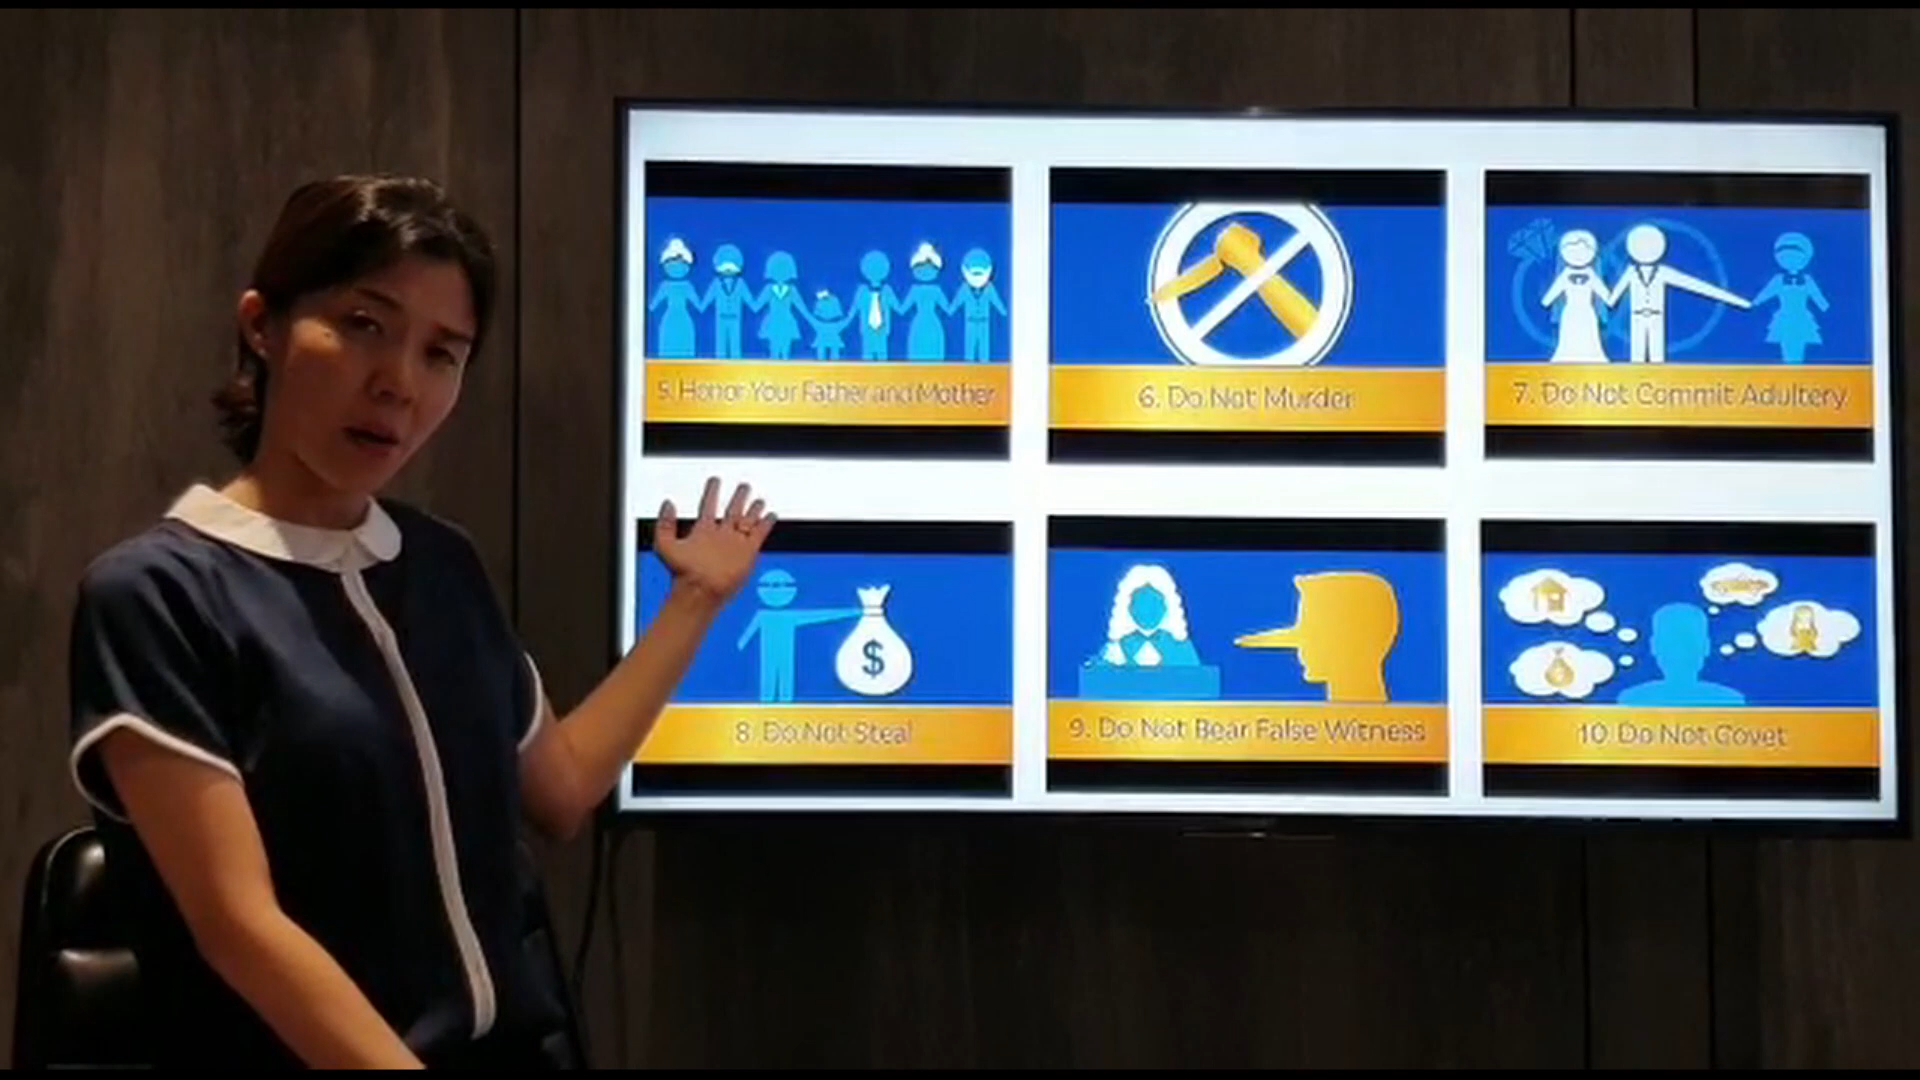 5. Honor Your Father and Mother
6. Do Not Murder
7. Do Not Commit Adultery
$
8. Do Not Steal
9. Do Not Bear False Witness
10. Do Not Covet